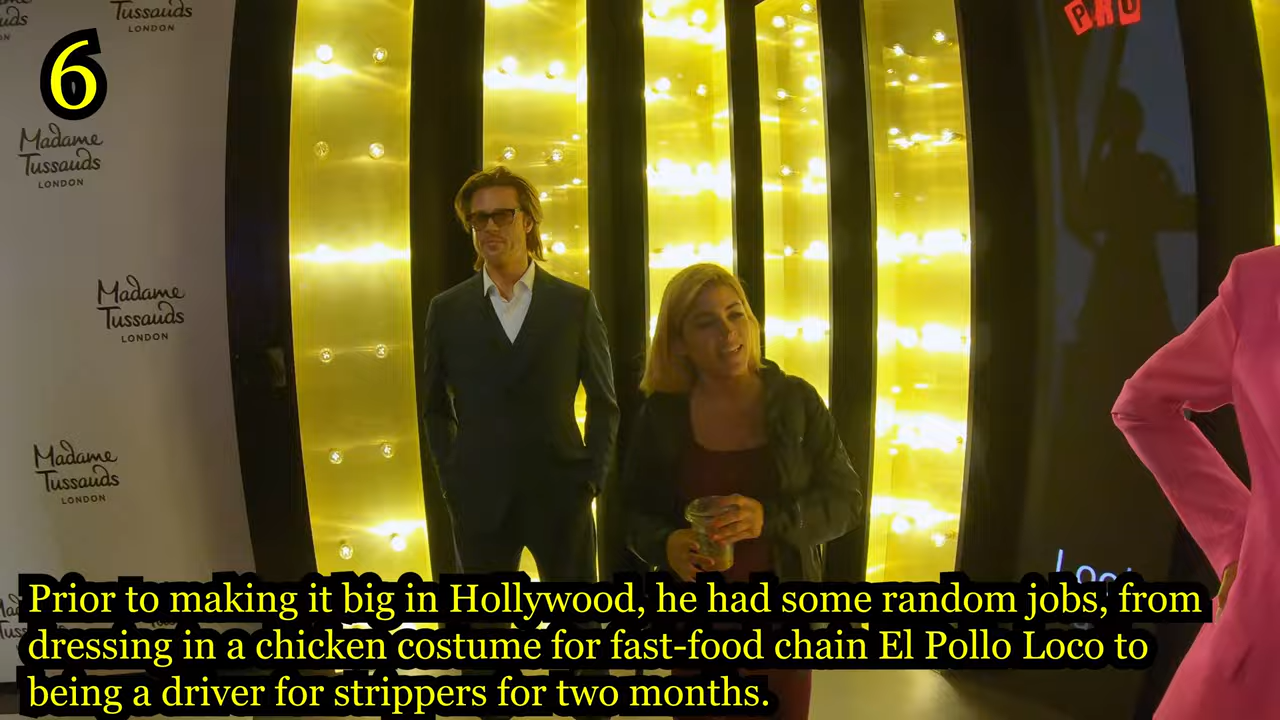 Tussauds
LONDON
6
Madame
Tussauds
LONDON
Madame
Tussauds
LONDON
Madame
Tussauds
LONDON
Prior to making it big in Hollywood, he had some random jobs, from
dressing in a chicken costume for fast-food chain El Pollo Loco to
being a driver for strippers for two months.